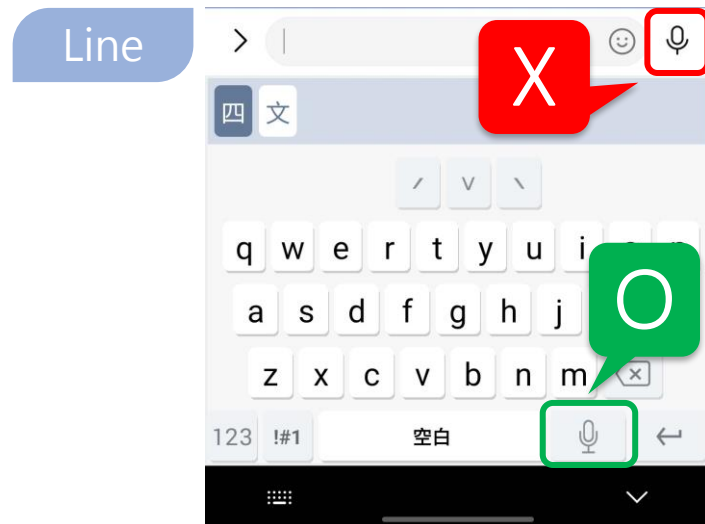 Line
X
四 文
ˊ ˇ ˋ
q w e r t y u i
O
a s d f g h j
z x c v b n m
123 !#1 空白